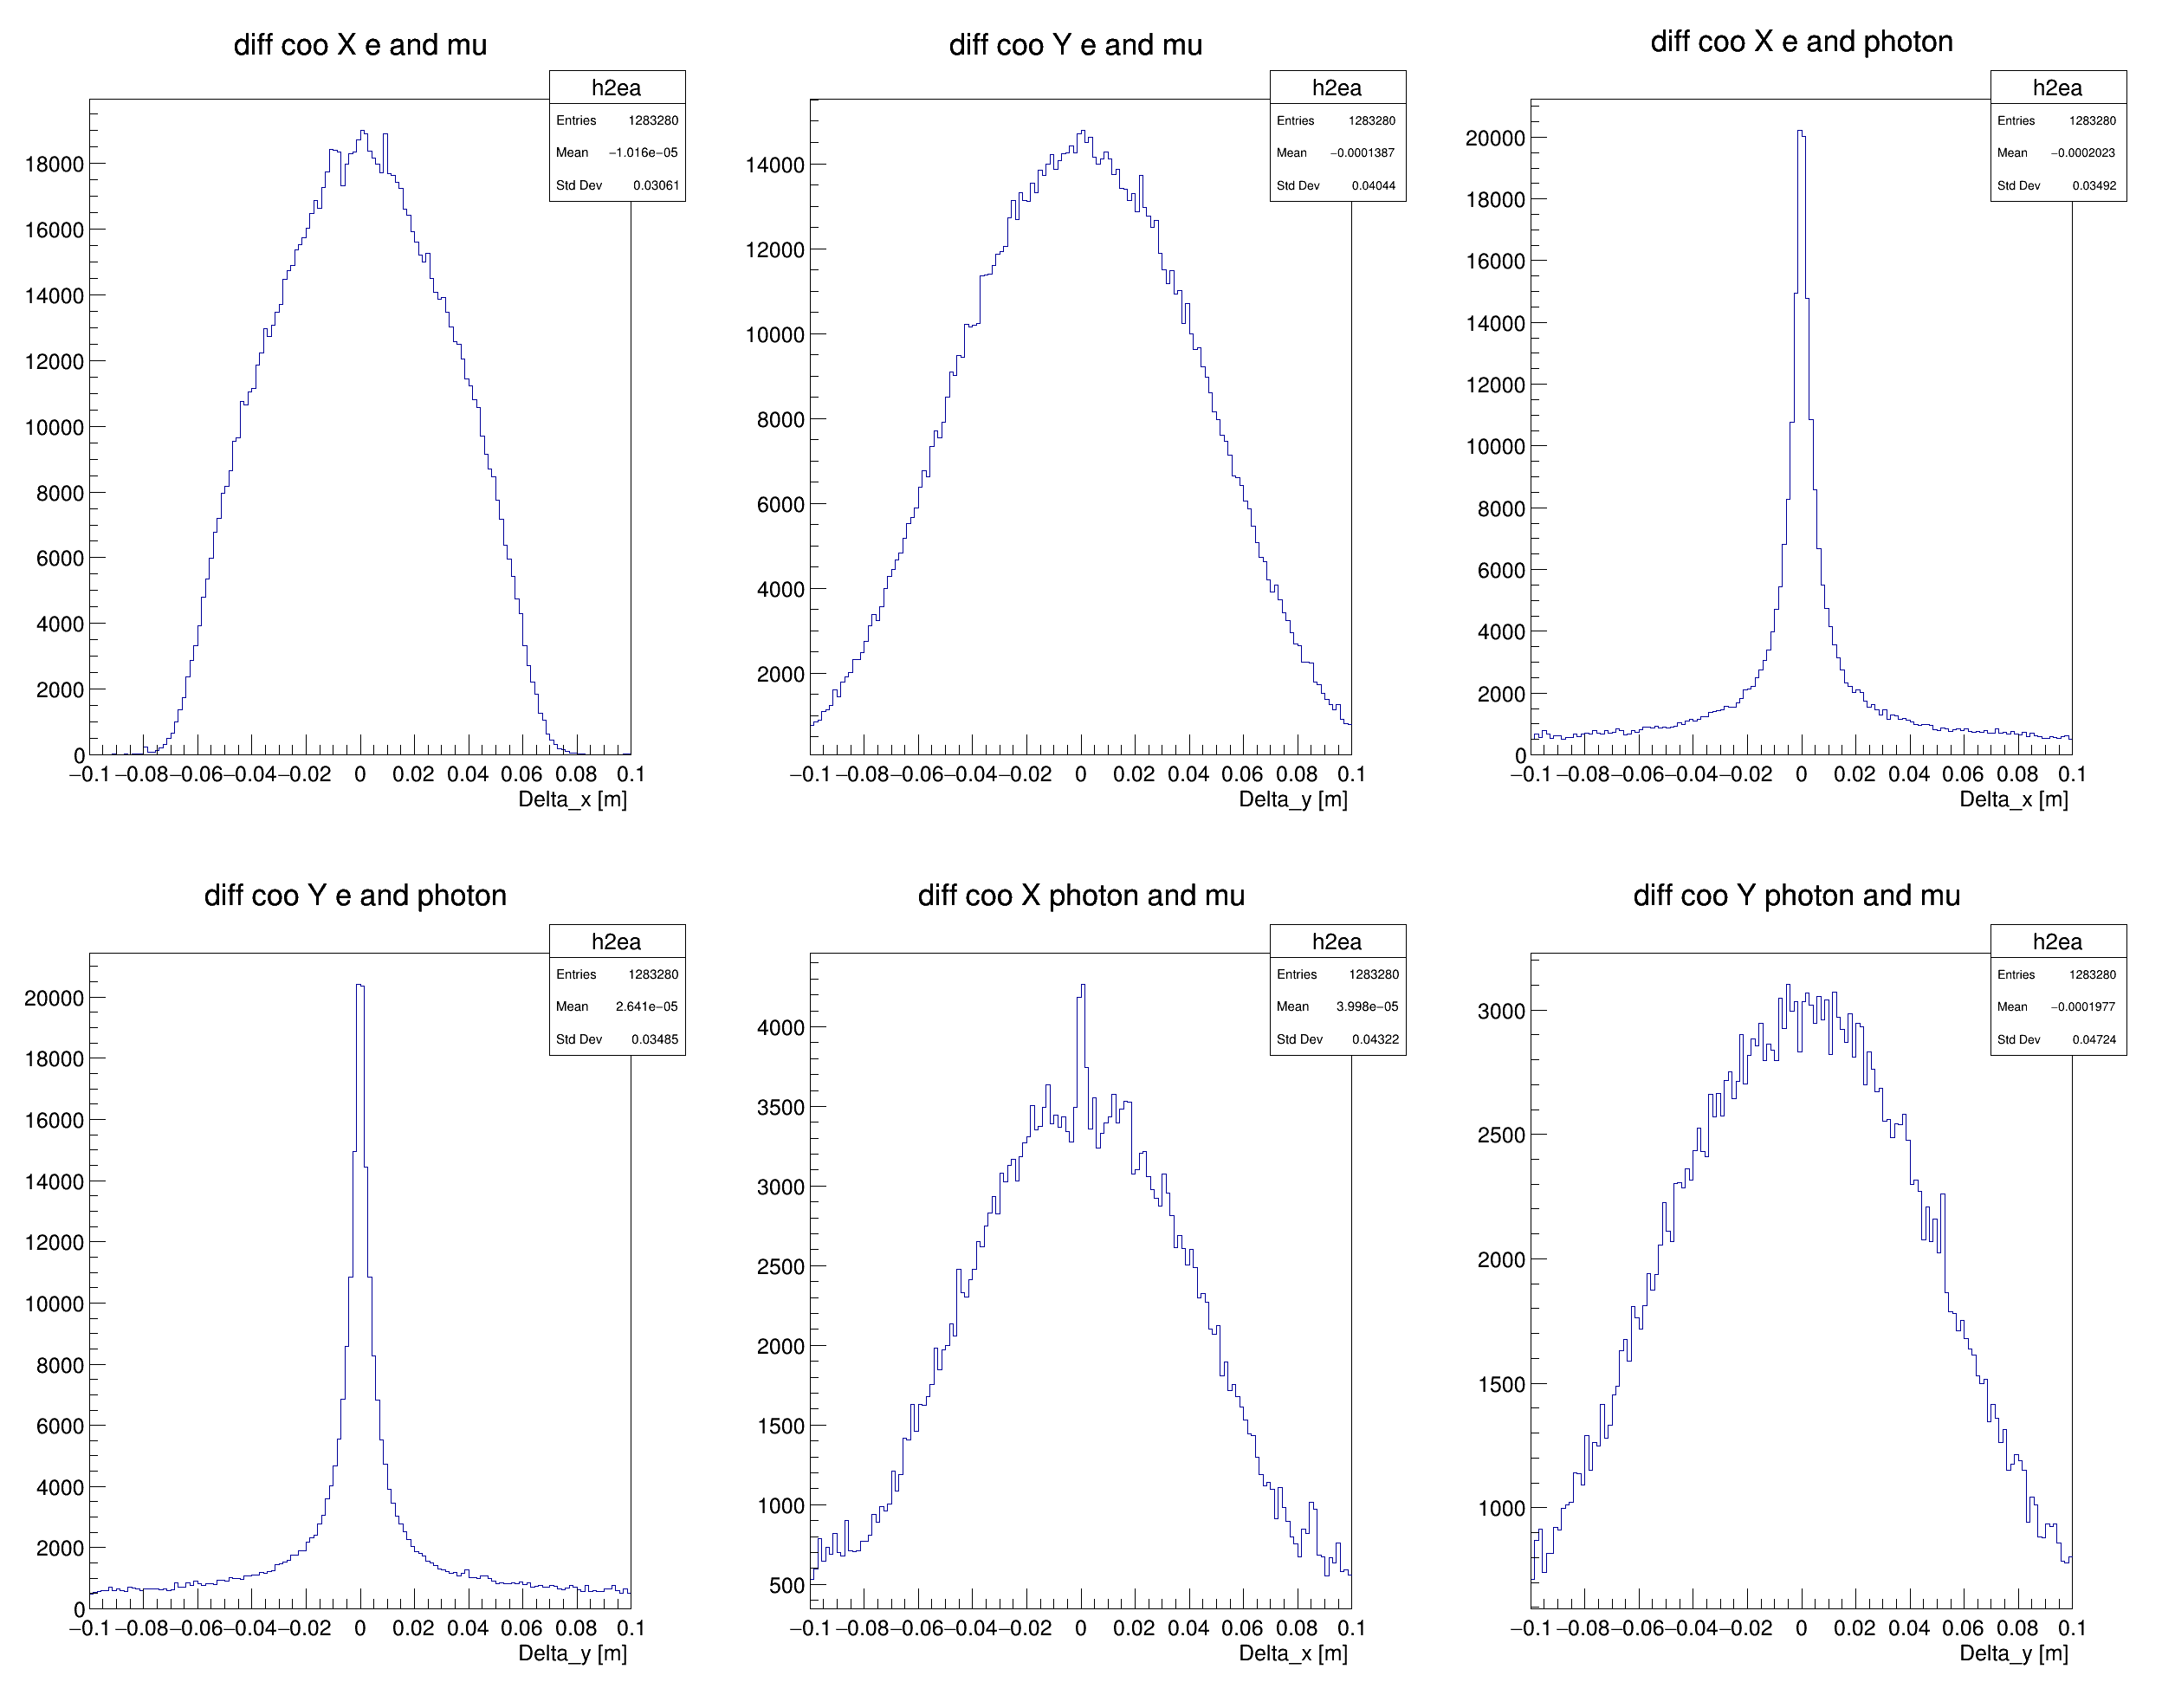 diff coo X e and mu
h2ea
Entries 1283280
Mean −1.016e−05
Std Dev 0.03061
18000
16000
14000
12000
10000
8000
6000
4000
2000
0
−0.1 −0.08 −0.06 −0.04 −0.02 0 0.02 0.04 0.06 0.08 0.1
Delta_x [m]
diff coo Y e and mu
h2ea
Entries 1283280
Mean −0.0001387
Std Dev 0.04044
14000
12000
10000
8000
6000
4000
2000
−0.1 −0.08 −0.06 −0.04 −0.02 0 0.02 0.04 0.06 0.08 0.1
Delta_y [m]
diff coo X e and photon
h2ea
Entries 1283280
Mean −0.0002023
Std Dev 0.03492
20000
18000
16000
14000
12000
10000
8000
6000
4000
2000
0
−0.1 −0.08 −0.06 −0.04 −0.02 0 0.02 0.04 0.06 0.08 0.1
Delta_x [m]
diff coo Y e and photon
h2ea
Entries 1283280
Mean 2.641e−05
Std Dev 0.03485
20000
18000
16000
14000
12000
10000
8000
6000
4000
2000
0
−0.1 −0.08 −0.06 −0.04 −0.02 0 0.02 0.04 0.06 0.08 0.1
Delta_y [m]
diff coo X photon and mu
h2ea
Entries 1283280
Mean 3.998e−05
Std Dev 0.04322
4000
3500
3000
2500
2000
1500
1000
500
−0.1 −0.08 −0.06 −0.04 −0.02 0 0.02 0.04 0.06 0.08 0.1
Delta_x [m]
diff coo Y photon and mu
h2ea
Entries 1283280
Mean −0.0001977
Std Dev 0.04724
3000
2500
2000
1500
1000
−0.1 −0.08 −0.06 −0.04 −0.02 0 0.02 0.04 0.06 0.08 0.1
Delta_y [m]